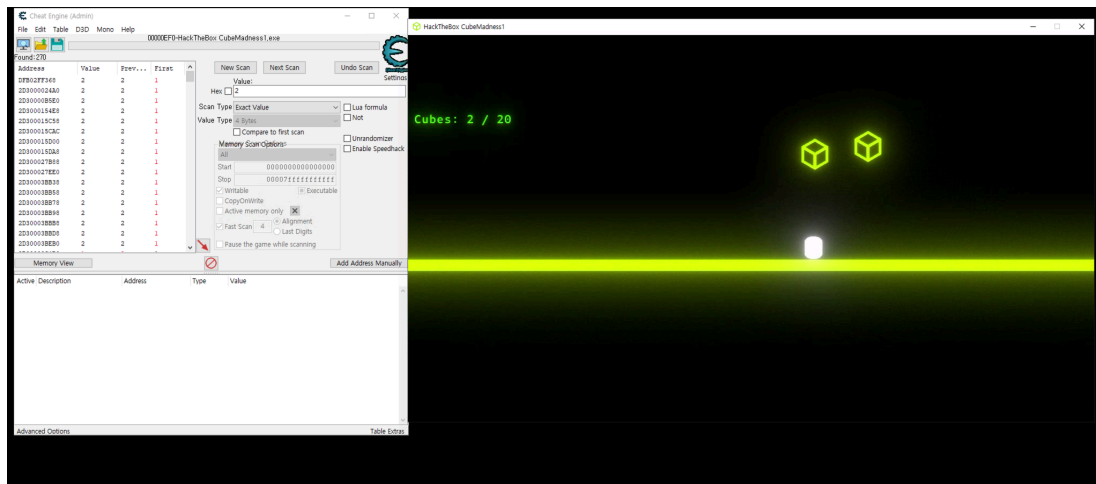 Cheat Engine (Admin)
File Edit Table D3D Mono Help
00000EF0-HackTheBox CubeMadness1.exe
Found:270
Address Value Prev... First
DFB02FF368 2 2 1
2D3000024A0 2 2 1
2D30000B5E0 2 2 1
2D3000154E8 2 2 1
2D300015C58 2 2 1
2D300015CAC 2 2 1
2D300015D00 2 2 1
2D300015DA8 2 2 1
2D300027B88 2 2 1
2D300027EE0 2 2 1
2D30003BB38 2 2 1
2D30003BB58 2 2 1
2D30003BB78 2 2 1
2D30003BB98 2 2 1
2D30003BBB8 2 2 1
2D30003BBD8 2 2 1
2D30003BEB0 2 2 1
New Scan Next Scan Undo Scan
Settings
Value:
Hex 2
Scan Type Exact Value
Lua formula
Not
Value Type 4 Bytes
Compare to first scan
Unrandomizer
Enable Speedhack
Memory Scan Options
All
Start 0000000000000000
Stop 00007fffffffffff
Writable Executable
CopyOnWrite
Active memory only
Fast Scan 4 Alignment
Last Digits
Pause the game while scanning
Memory View Add Address Manually
Active Description Address Type Value
Advanced Options Table Extras
HackTheBox CubeMadness1
Cubes: 2 / 20